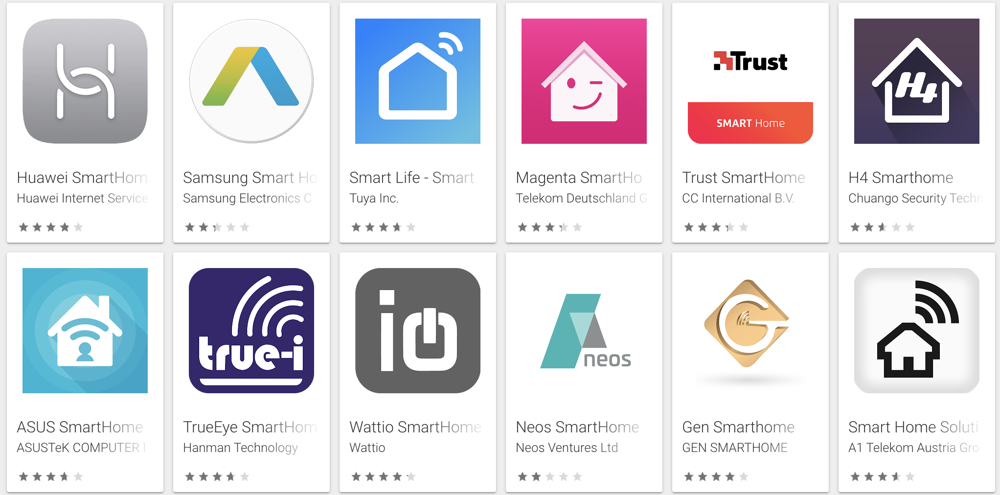 Trust
SMART Home
H4
Huawei SmartHom
Samsung Smart Ho
Smart Life - Smart
Magenta SmartHo
Trust SmartHome
H4 Smarthome
Huawei Internet Service
Samsung Electronics C
Tuya Inc.
Telekom Deutschland G
CC International B.V.
Chuango Security Techn
true-i
io
neos
G
ASUS SmartHome
TrueEye SmartHom
Wattio SmartHome
Neos SmartHome
Gen Smarthome
Smart Home Soluti
ASUSTeK COMPUTER I
Hanman Technology
Wattio
Neos Ventures Ltd
GEN SMARTHOME
A1 Telekom Austria Gro